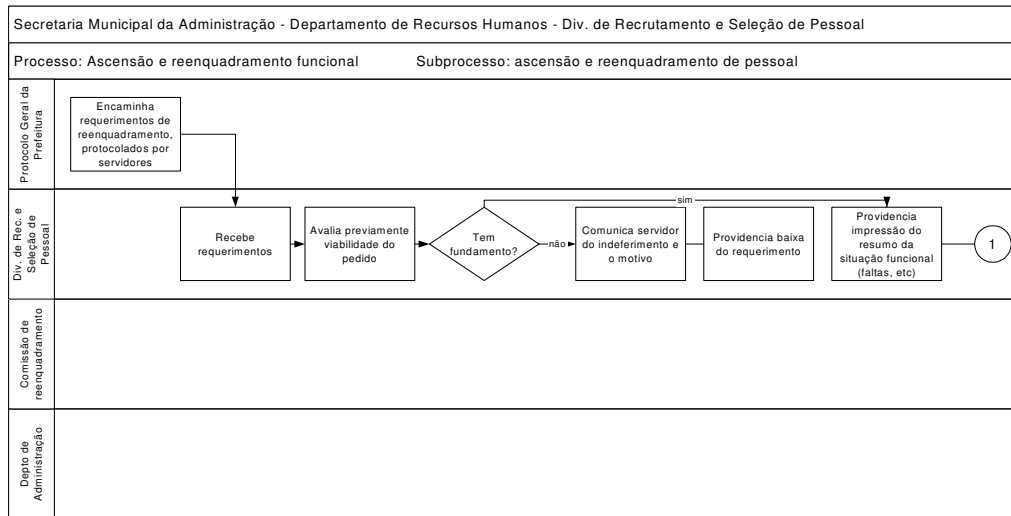 Secretaria Municipal da Administração - Departamento de Recursos Humanos - Div. de Recrutamento e Seleção de Pessoal
Processo: Ascensão e reenquadramento funcional Subprocesso: ascensão e reenquadramento de pessoal
Protocolo Geral da
Prefeitura
Encaminha
requerimentos de
reenquadramento,
protocolados por
servidores
Div. de Rec. e
Seleção de
Pessoal
Recebe
requerimentos
Avalia previamente
viabilidade do
pedido
Tem
fundamento?
sim
não
Comunica servidor
do indeferimento e
o motivo
Providencia baixa
do requerimento
Providencia
impressão do
resumo da
situação funcional
(faltas, etc)
1
Comissão de
reenquadramento
Depto de
Administração